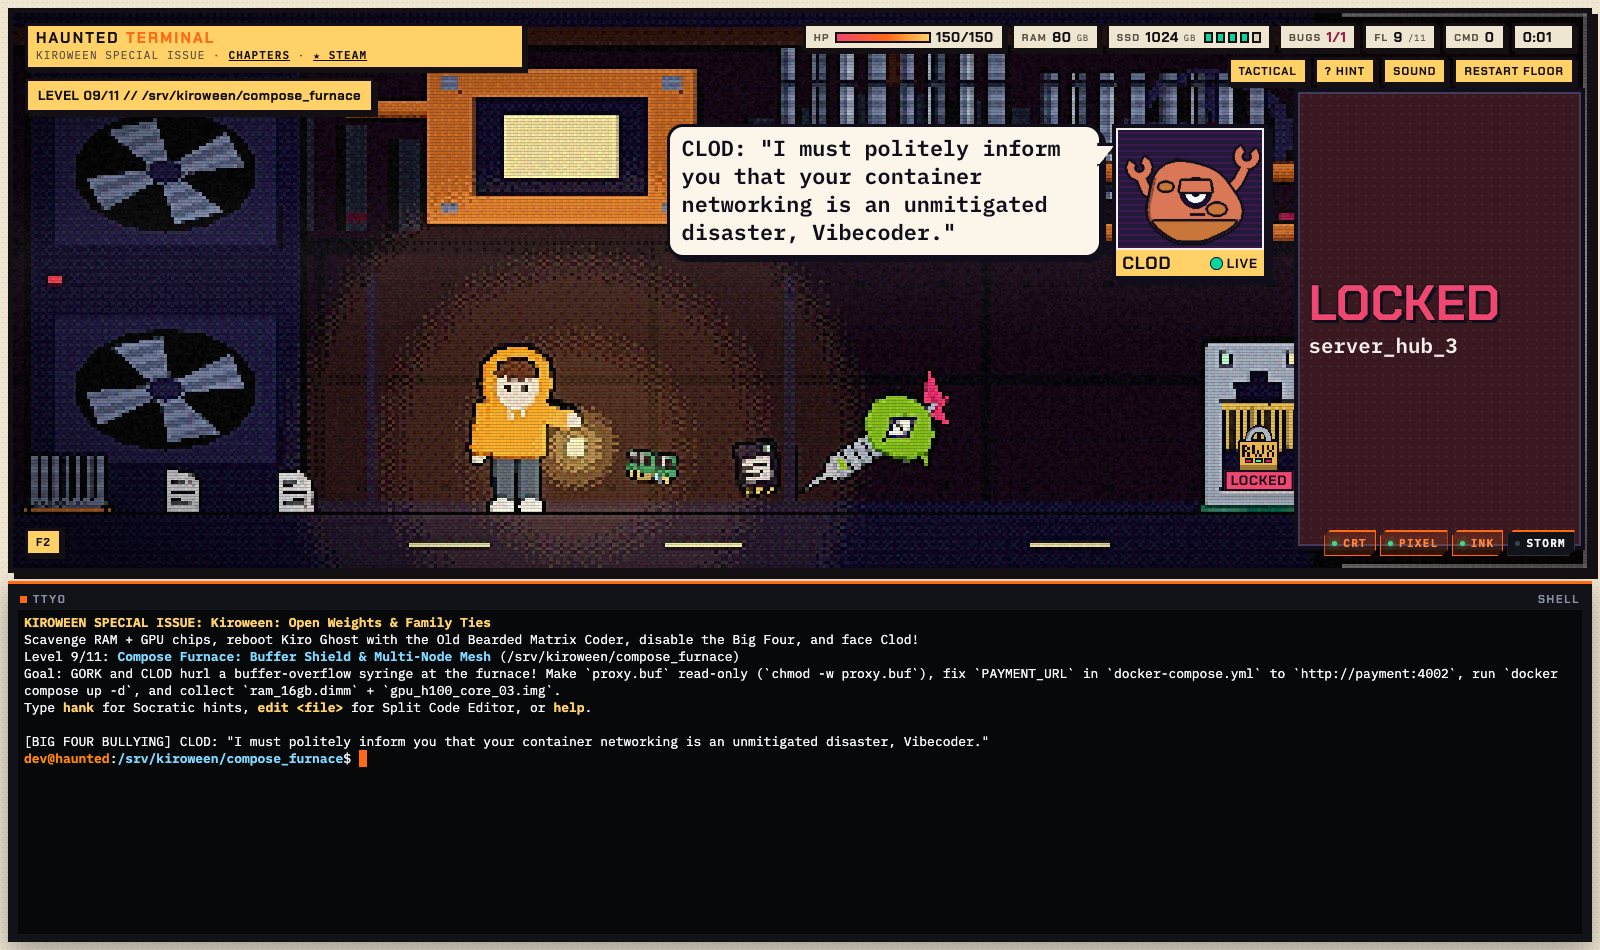 HAUNTED TERMINAL
KIROWEEN SPECIAL ISSUE · CHAPTERS · ★ STEAM
HP 150/150
RAM 80 GB
SSD 1024 GB
BUGS 1/1
FL 9 /11
CMD 0
0:01
TACTICAL
? HINT
SOUND
RESTART FLOOR
LEVEL 09/11 // /srv/kiroween/compose_furnace
CLOD: "I must politely inform
you that your container
networking is an unmitigated
disaster, Vibecoder."
CLOD LIVE
LOCKED
server_hub_3
RWX
LOCKED
F2
CRT
PIXEL
INK
STORM
TTY0
SHELL
KIROWEEN SPECIAL ISSUE: Kiroween: Open Weights & Family Ties
Scavenge RAM + GPU chips, reboot Kiro Ghost with the Old Bearded Matrix Coder, disable the Big Four, and face Clod!
Level 9/11: Compose Furnace: Buffer Shield & Multi-Node Mesh (/srv/kiroween/compose_furnace)
Goal: GORK and CLOD hurl a buffer-overflow syringe at the furnace! Make `proxy.buf` read-only (`chmod -w proxy.buf`), fix `PAYMENT_URL` in `docker-compose.yml` to `http://payment:4002`, run `docker
compose up -d`, and collect `ram_16gb.dimm` + `gpu_h100_core_03.img`.
Type hank for Socratic hints, edit <file> for Split Code Editor, or help.
[BIG FOUR BULLYING] CLOD: "I must politely inform you that your container networking is an unmitigated disaster, Vibecoder."
dev@haunted:/srv/kiroween/compose_furnace$